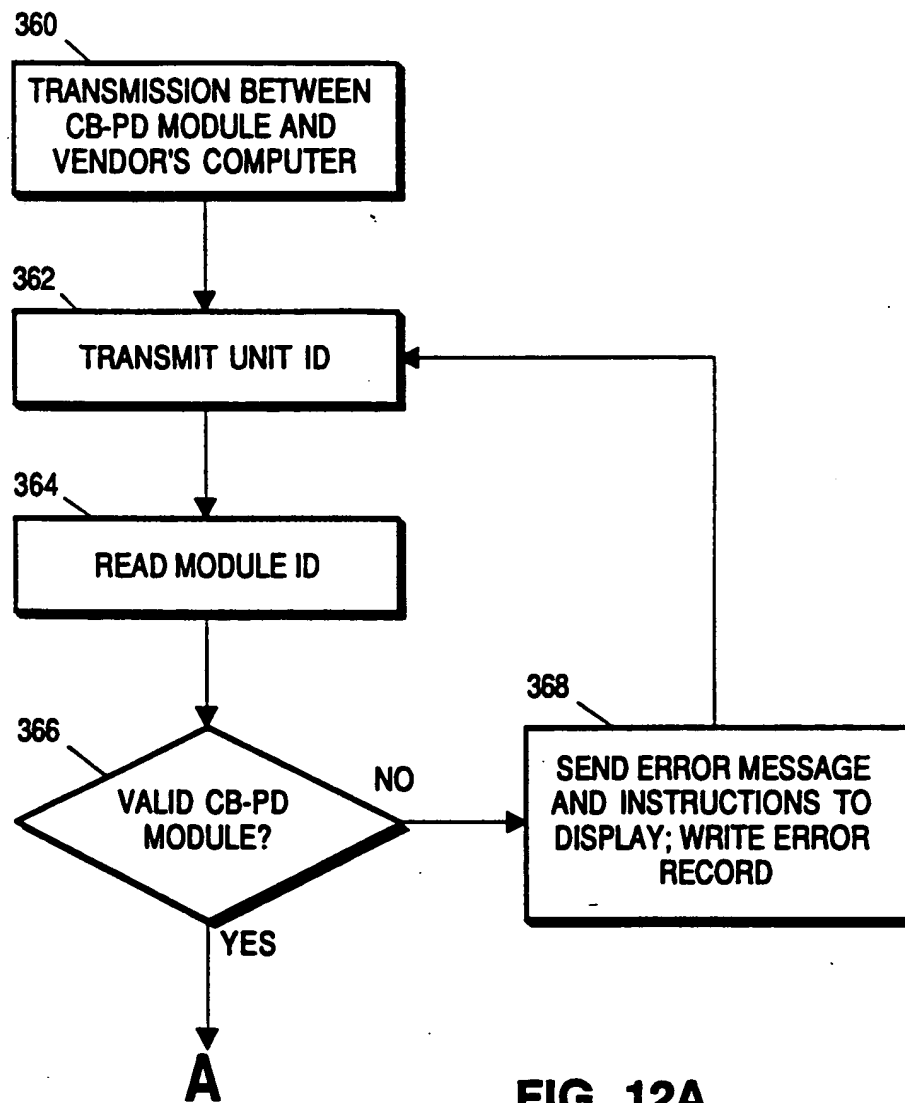 360
TRANSMISSION BETWEEN
CB-PD MODULE AND
VENDOR'S COMPUTER
362
TRANSMIT UNIT ID
364
READ MODULE ID
366
VALID CB-PD
MODULE?
NO
YES
368
SEND ERROR MESSAGE
AND INSTRUCTIONS TO
DISPLAY; WRITE ERROR
RECORD
A
FIG. 12A